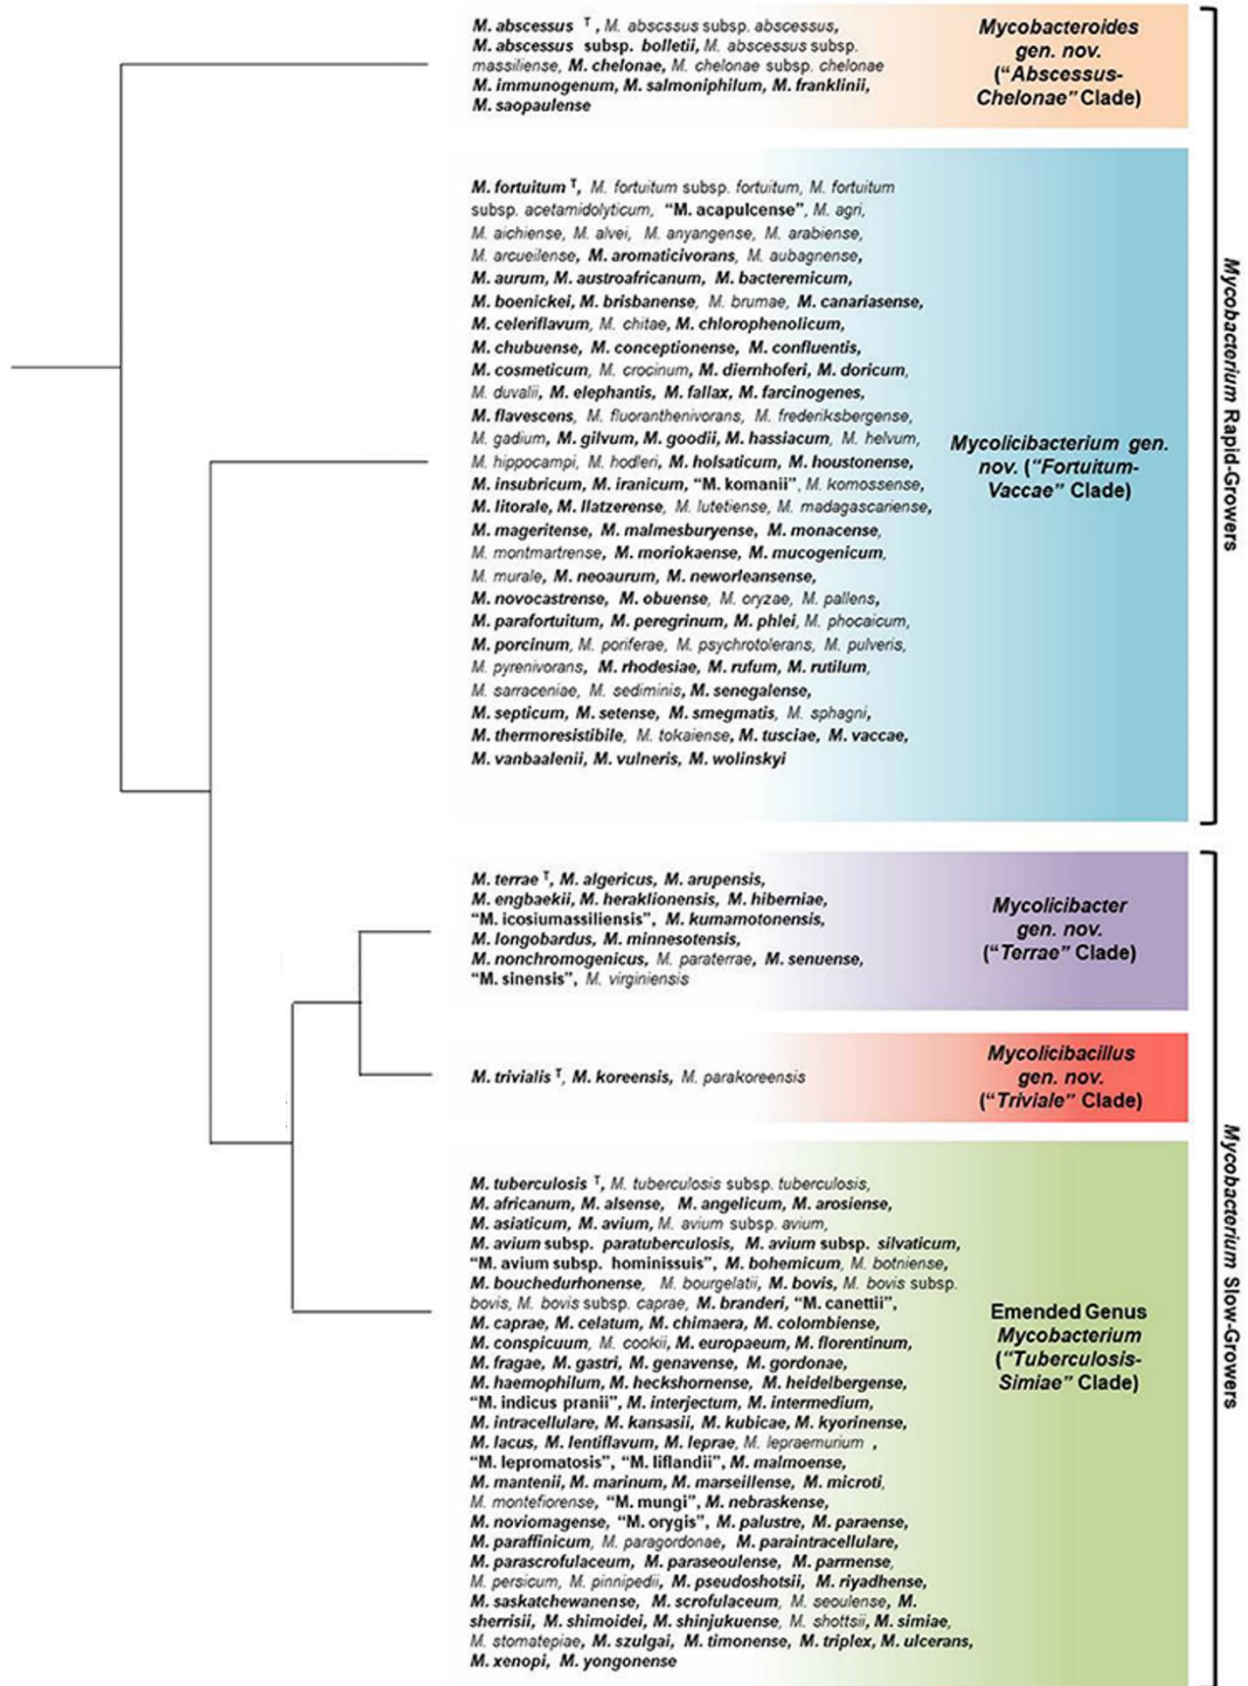 M. abscessus T, M. abscssus subsp. abscessus,
M. abscessus subsp. bolletii, M. abscessus subsp.
massiliense, M. chelonae, M. chelonae subsp. chelonae
M. immunogenum, M. salmoniphilum, M. franklinii,
M. saopaulense
Mycobacteroides
gen. nov.
("Abscessus-
Chelonae" Clade)
M. fortuitum T, M. fortuitum subsp. fortuitum, M. fortuitum
subsp. acetamidolyticum, "M. acapulcense", M. agri,
M. aichiense, M. alvei, M. anyangense, M. arabiense,
M. arcueilense, M. aromaticivorans, M. aubagnense,
M. aurum, M. austroafricanum, M. bacteremicum,
M. boenickei, M. brisbanense, M. brumae, M. canariasense,
M. celeriflavum, M. chitae, M. chlorophenolicum,
M. chubuense, M. conceptionense, M. confluentis,
M. cosmeticum, M. crocinum, M. diernhoferi, M. doricum,
M. duvalii, M. elephantis, M. fallax, M. farcinogenes,
M. flavescens, M. fluoranthenivorans, M. frederiksbergense,
M. gadium, M. gilvum, M. goodii, M. hassiacum, M. helvum,
M. hippocampi, M. hodleri, M. holsaticum, M. houstonense,
M. insubricum, M. iranicum, "M. komanii", M. komossense,
M. litorale, M. llatzerense, M. lutetiense, M. madagascariense,
M. mageritense, M. malmesburyense, M. monacense,
M. montmartrense, M. moriokaense, M. mucogenicum,
M. murale, M. neoaurum, M. neworleansense,
M. novocastrense, M. obuense, M. oryzae, M. pallens,
M. parafortuitum, M. peregrinum, M. phlei, M. phocaicum,
M. porcinum, M. poriferae, M. psychrotolerans, M. pulveris,
M. pyrenivorans, M. rhodesiae, M. rufum, M. rutilum,
M. sarraceniae, M. sediminis, M. senegalense,
M. septicum, M. setense, M. smegmatis, M. sphagni,
M. thermoresistibile, M. tokaiense, M. tusciae, M. vaccae,
M. vanbaalenii, M. vulneris, M. wolinskyi
Mycolicibacterium gen.
nov. ("Fortuitum-
Vaccae" Clade)
Mycobacterium Rapid-Growers
M. terrae T, M. algericus, M. arupensis,
M. engbaekii, M. heraklionensis, M. hiberniae,
"M. icosiumassiliensis", M. kumamotonensis,
M. longobardus, M. minnesotensis,
M. nonchromogenicus, M. paraterrae, M. senuense,
"M. sinensis", M. virginiensis
Mycolicibacter
gen. nov.
("Terrae" Clade)
M. trivialis T, M. koreensis, M. parakoreensis
Mycolicibacillus
gen. nov.
("Triviale" Clade)
M. tuberculosis T, M. tuberculosis subsp. tuberculosis,
M. africanum, M. alsense, M. angelicum, M. arosiense,
M. asiaticum, M. avium, M. avium subsp. avium,
M. avium subsp. paratuberculosis, M. avium subsp. silvaticum,
"M. avium subsp. hominissuis", M. bohemicum, M. botniense,
M. bouchedurhonense, M. bourgelatii, M. bovis, M. bovis subsp.
bovis, M. bovis subsp. caprae, M. branderi, "M. canettii",
M. caprae, M. celatum, M. chimaera, M. colombiense,
M. conspicuum, M. cookii, M. europaeum, M. florentinum,
M. fragae, M. gastri, M. genavense, M. gordonae,
M. haemophilum, M. heckshornense, M. heidelbergense,
"M. indicus pranii", M. interjectum, M. intermedium,
M. intracellulare, M. kansasii, M. kubicae, M. kyorinense,
M. lacus, M. lentiflavum, M. leprae, M. lepraemurium ,
"M. lepromatosis", "M. liflandii", M. malmoense,
M. mantenii, M. marinum, M. marseillense, M. microti,
M. montefiorense, "M. mungi", M. nebraskense,
M. noviomagense, "M. orygis", M. palustre, M. paraense,
M. paraffinicum, M. paragordonae, M. paraintracellulare,
M. parascrofulaceum, M. paraseoulense, M. parmense,
M. persicum, M. pinnipedii, M. pseudoshotsii, M. riyadhense,
M. saskatchewanense, M. scrofulaceum, M. seoulense, M.
sherrisii, M. shimoidei, M. shinjukuense, M. shottsii, M. simiae,
M. stomatepiae, M. szulgai, M. timonense, M. triplex, M. ulcerans,
M. xenopi, M. yongonense
Emended Genus
Mycobacterium
("Tuberculosis-
Simiae" Clade)
Mycobacterium Slow-Growers